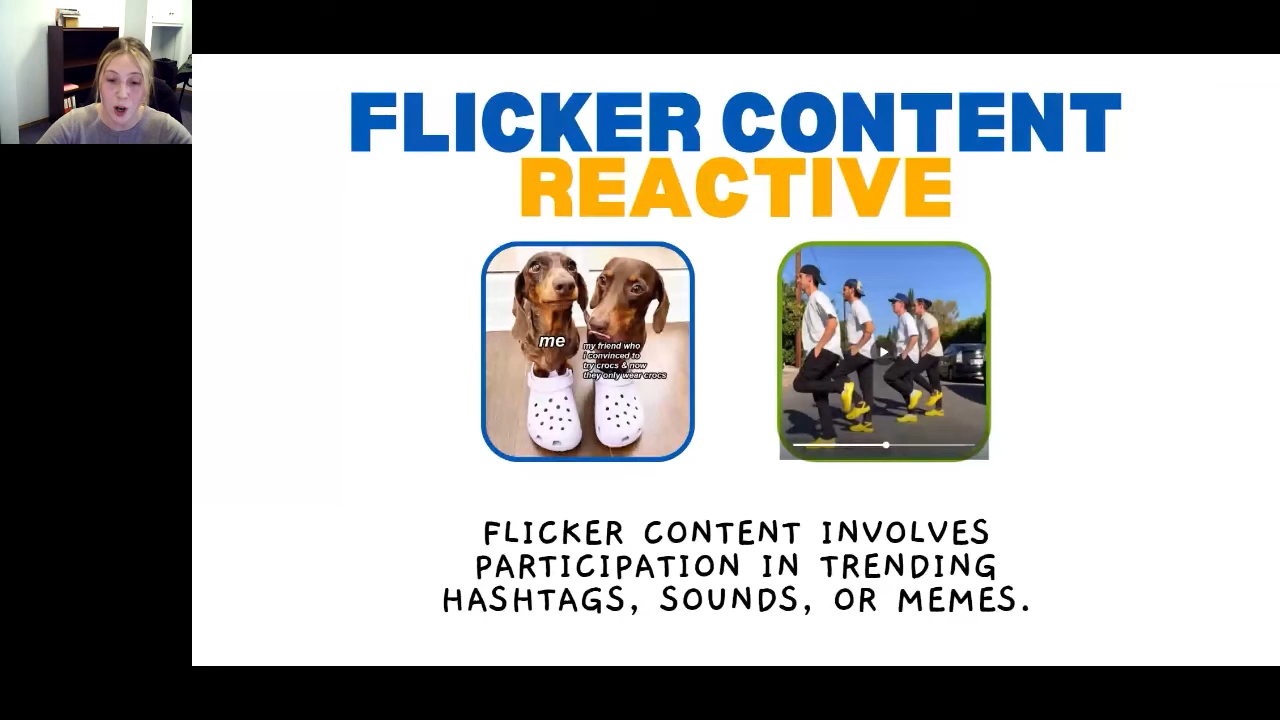 FLICKER CONTENT
REACTIVE
me
my friend who
i convinced to
try crocs & now
they only wear crocs
FLICKER CONTENT INVOLVES
PARTICIPATION IN TRENDING
HASHTAGS, SOUNDS, OR MEMES.